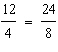 12/4 = 24/8